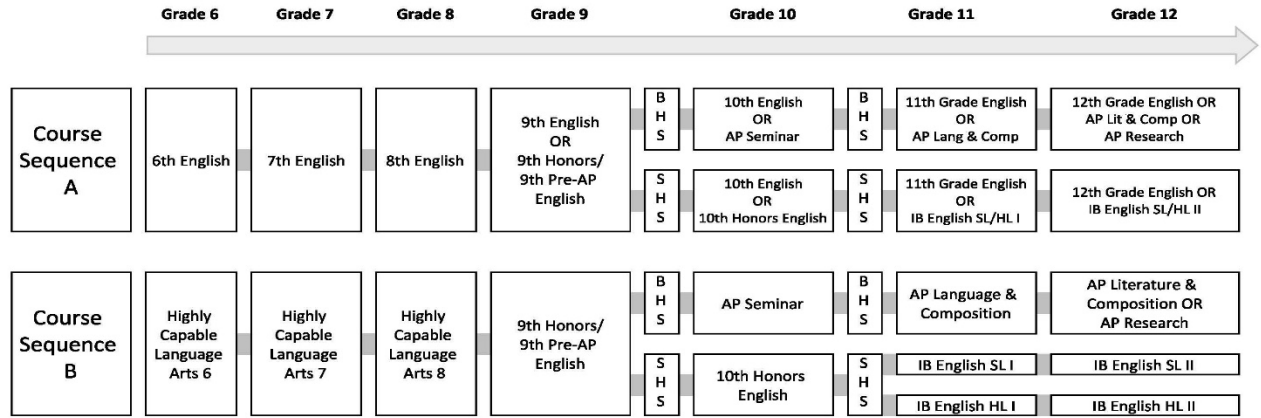 Grade 6
Grade 7
Grade 8
Grade 9
Grade 10
Grade 11
Grade 12
Course
Sequence
A
6th English
7th English
8th English
9th English
OR
9th Honors/
9th Pre-AP
English
B
H
S
10th English
OR
AP Seminar
B
H
S
11th Grade English
OR
AP Lang & Comp
12th Grade English OR
AP Lit & Comp OR
AP Research
S
H
S
10th English
OR
10th Honors English
S
H
S
11th Grade English
OR
IB English SL/HL I
12th Grade English OR
IB English SL/HL II
Course
Sequence
B
Highly
Capable
Language
Arts 6
Highly
Capable
Language
Arts 7
Highly
Capable
Language
Arts 8
9th Honors/
9th Pre-AP
English
B
H
S
AP Seminar
B
H
S
AP Language &
Composition
AP Literature &
Composition OR
AP Research
S
H
S
10th Honors
English
S
H
S
IB English SL I
IB English SL II
IB English HL I
IB English HL II